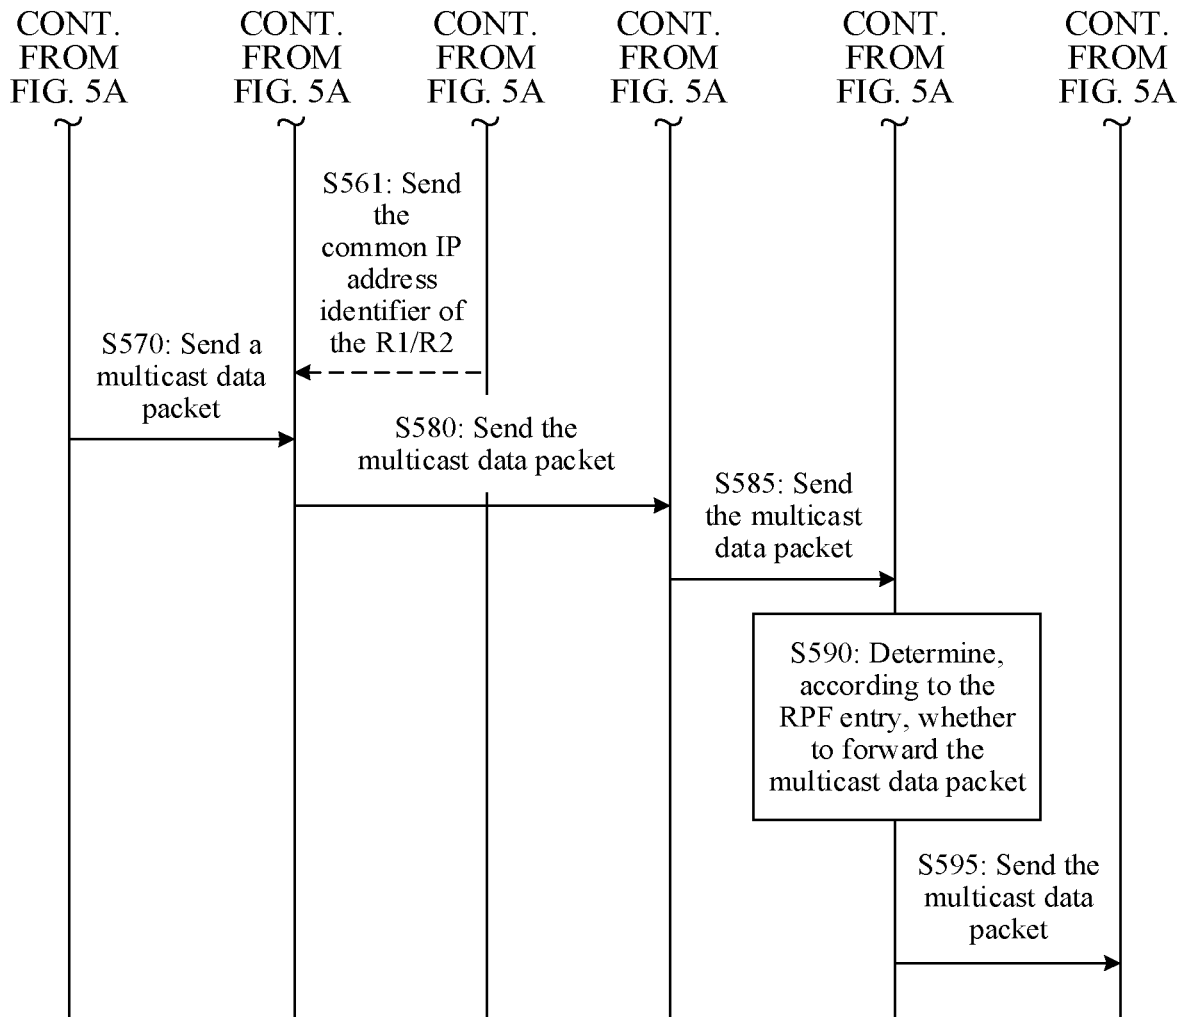 CONT.
FROM
FIG. 5A
CONT.
FROM
FIG. 5A
CONT.
FROM
FIG. 5A
CONT.
FROM
FIG. 5A
CONT.
FROM
FIG. 5A
CONT.
FROM
FIG. 5A
S561: Send
the
common IP
address
identifier of
the R1/R2
S570: Send a
multicast data
packet
S580: Send the
multicast data packet
S585: Send
the multicast
data packet
S590: Determine,
according to the
RPF entry, whether
to forward the
multicast data packet
S595: Send the
multicast data
packet